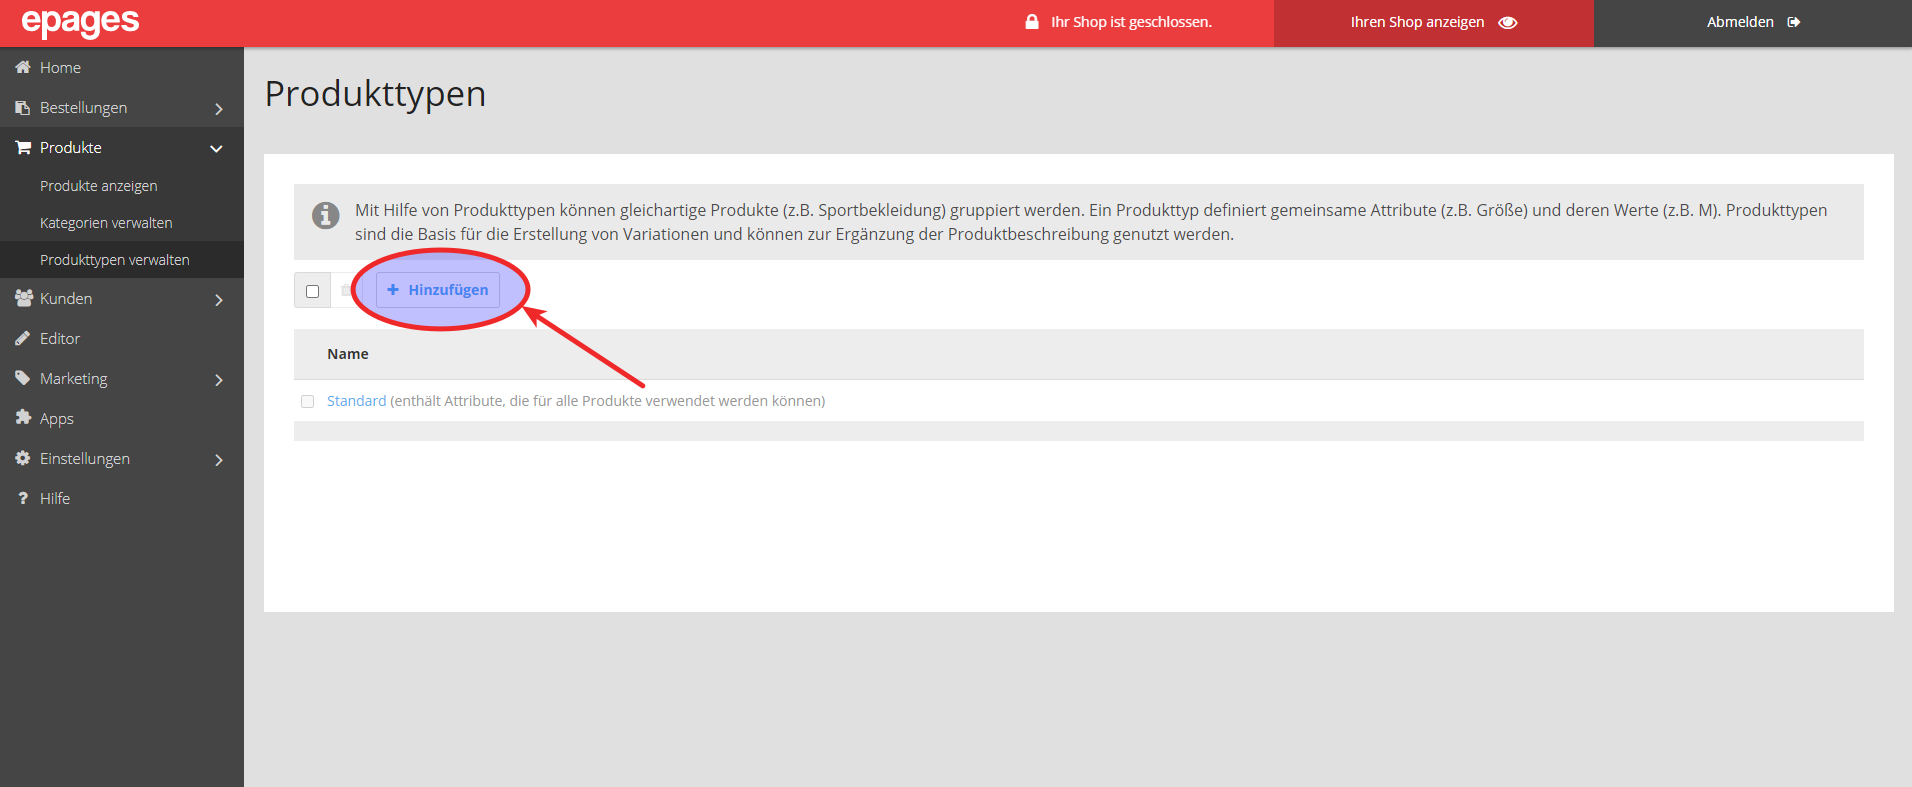 epages
Ihr Shop ist geschlossen.
Ihren Shop anzeigen
Abmelden
Home
Bestellungen
Produkte
Produkte anzeigen
Kategorien verwalten
Produkttypen verwalten
Kunden
Editor
Marketing
Apps
Einstellungen
? Hilfe
Produkttypen
Mit Hilfe von Produkttypen können gleichartige Produkte (z.B. Sportbekleidung) gruppiert werden. Ein Produkttyp definiert gemeinsame Attribute (z.B. Größe) und deren Werte (z.B. M). Produkttypen
sind die Basis für die Erstellung von Variationen und können zur Ergänzung der Produktbeschreibung genutzt werden.
+ Hinzufügen
Name
Standard (enthält Attribute, die für alle Produkte verwendet werden können)